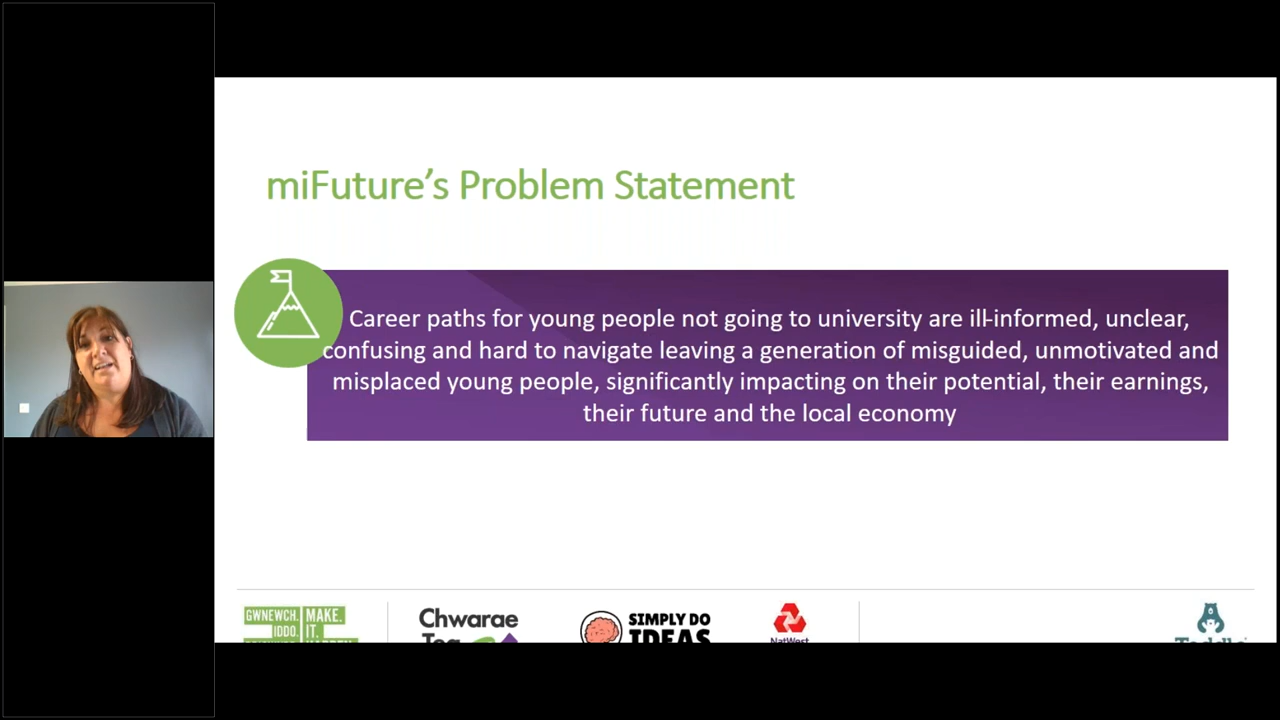 miFuture’s Problem Statement
Career paths for young people not going to university are ill-informed, unclear,
confusing and hard to navigate leaving a generation of misguided, unmotivated and
misplaced young people, significantly impacting on their potential, their earnings,
their future and the local economy
GWNEWCH. MAKE.
IDDO. IT.
Chwarae
Teg
SIMPLY DO
IDEAS
NatWest